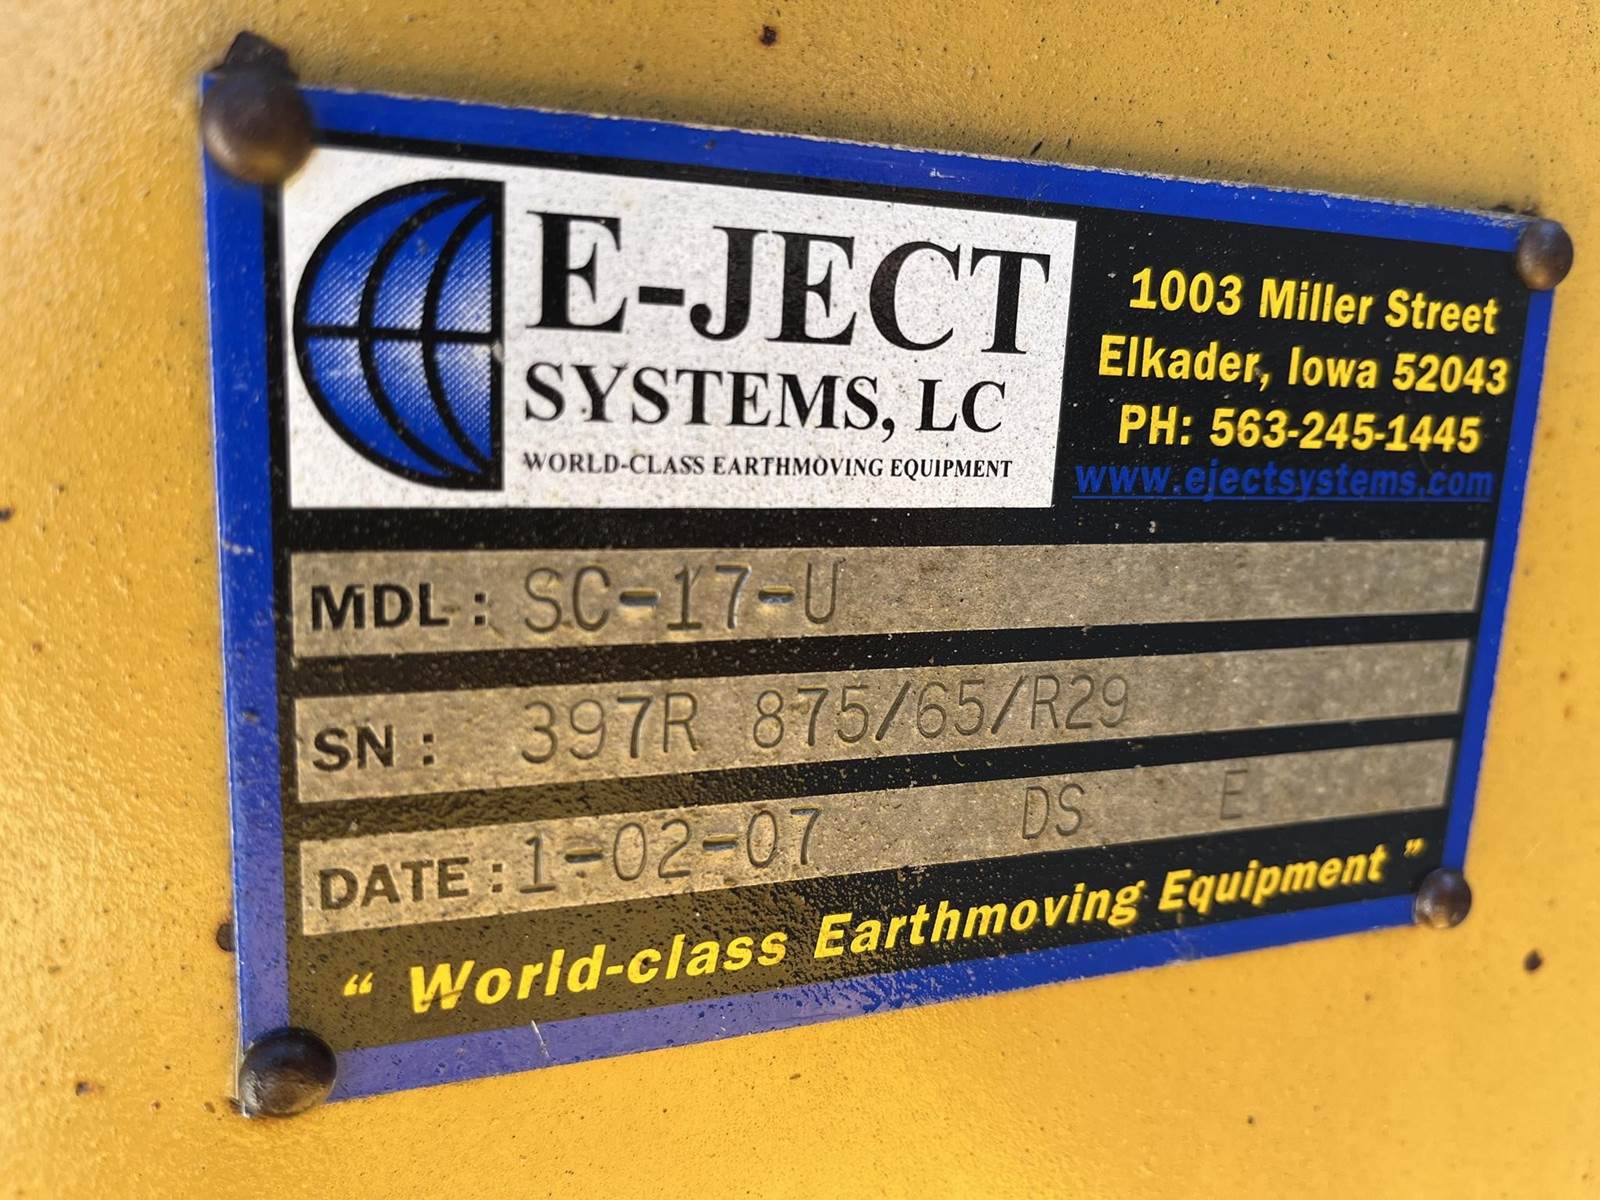 E-JECT
SYSTEMS, LC
WORLD-CLASS EARTHMOVING EQUIPMENT
1003 Miller Street
Elkader, Iowa 52043
PH: 563-245-1445
www.ejectsystems.com
MDL: SC-17-U
SN: 397R 875/65/R29
DATE: 1-02-07 DS E
“ World-class Earthmoving Equipment ”